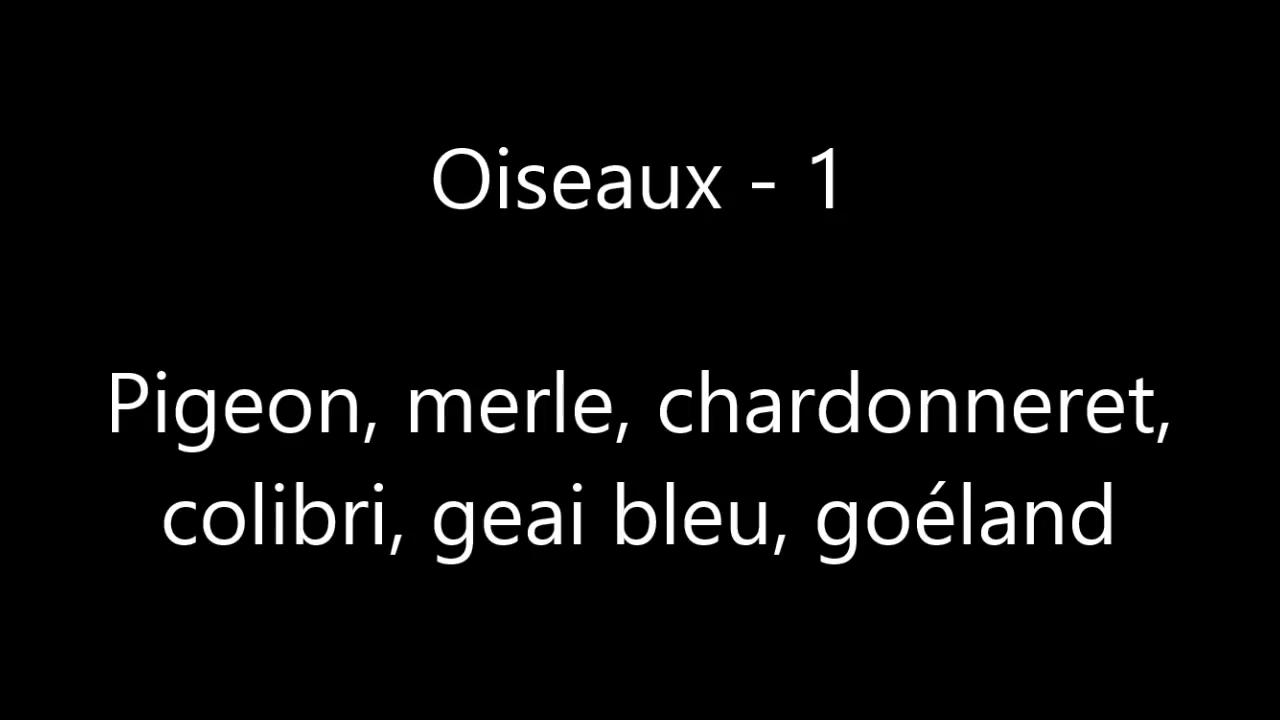 Oiseaux - 1
Pigeon, merle, chardonneret,
colibri, geai bleu, goéland